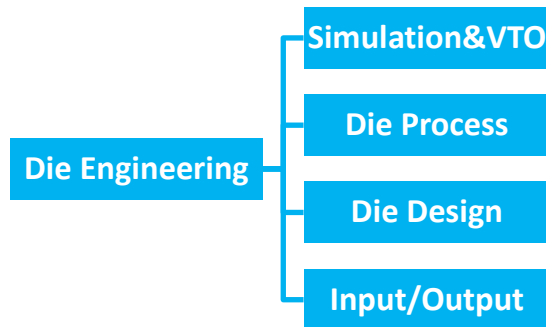 Simulation&VTO
Die Process
Die Engineering
Die Design
Input/Output